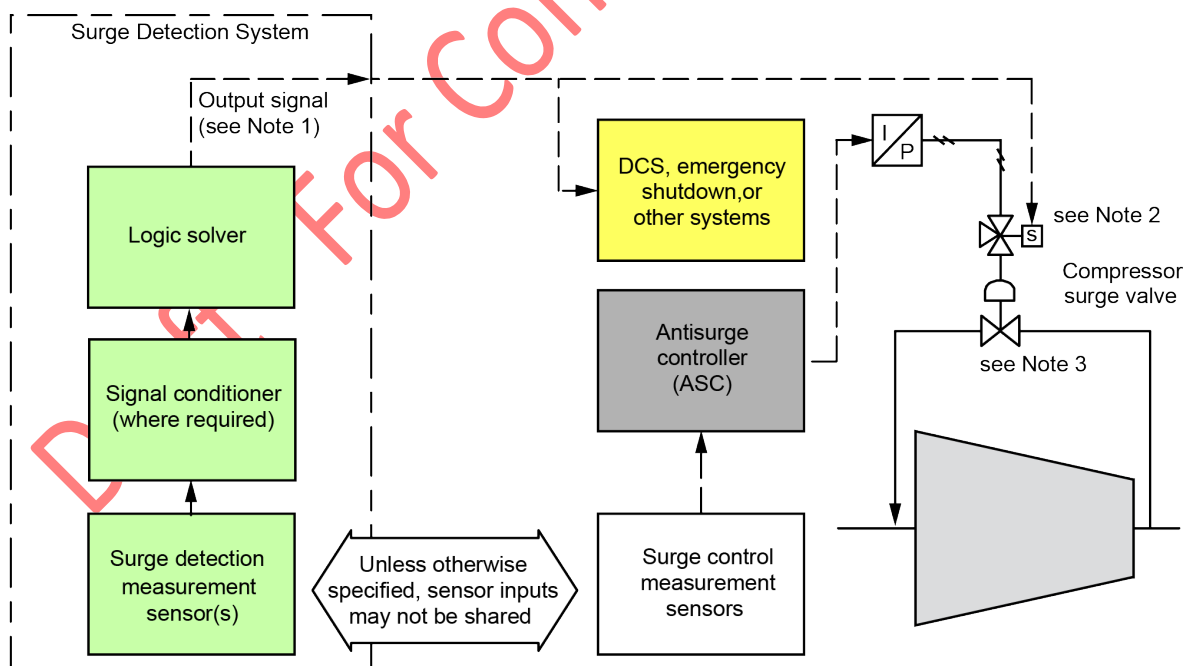 Surge Detection System
Output signal
(see Note 1)
Logic solver
Signal conditioner
(where required)
Surge detection
measurement
sensor(s)
Unless otherwise
specified, sensor inputs
may not be shared
DCS, emergency
shutdown,or
other systems
Antisurge
controller
(ASC)
Surge control
measurement
sensors
I
P
S
see Note 2
Compressor
surge valve
see Note 3
For